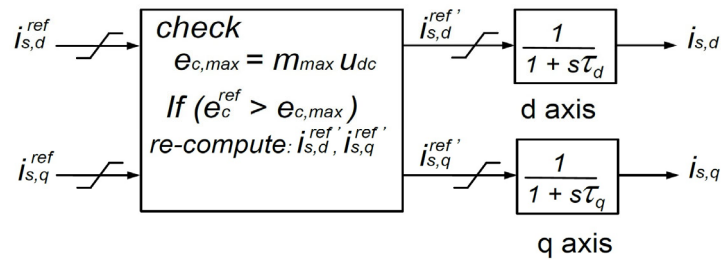 i_{s,d}^{ref}
check
e_{c,max} = m_{max} u_{dc}
If (e_c^{ref} > e_{c,max})
re-compute: i_{s,d}^{ref'}, i_{s,q}^{ref'}
i_{s,q}^{ref}
i_{s,d}^{ref'}
1
1 + sτ_d
i_{s,d}
d axis
i_{s,q}^{ref'}
1
1 + sτ_q
i_{s,q}
q axis